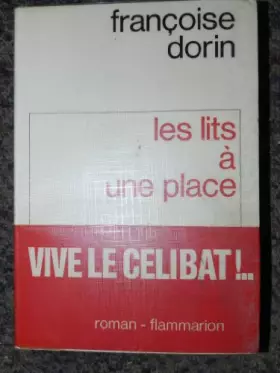 françoise
dorin
les lits
à
une place
VIVE LE CELIBAT!..
roman - flammarion